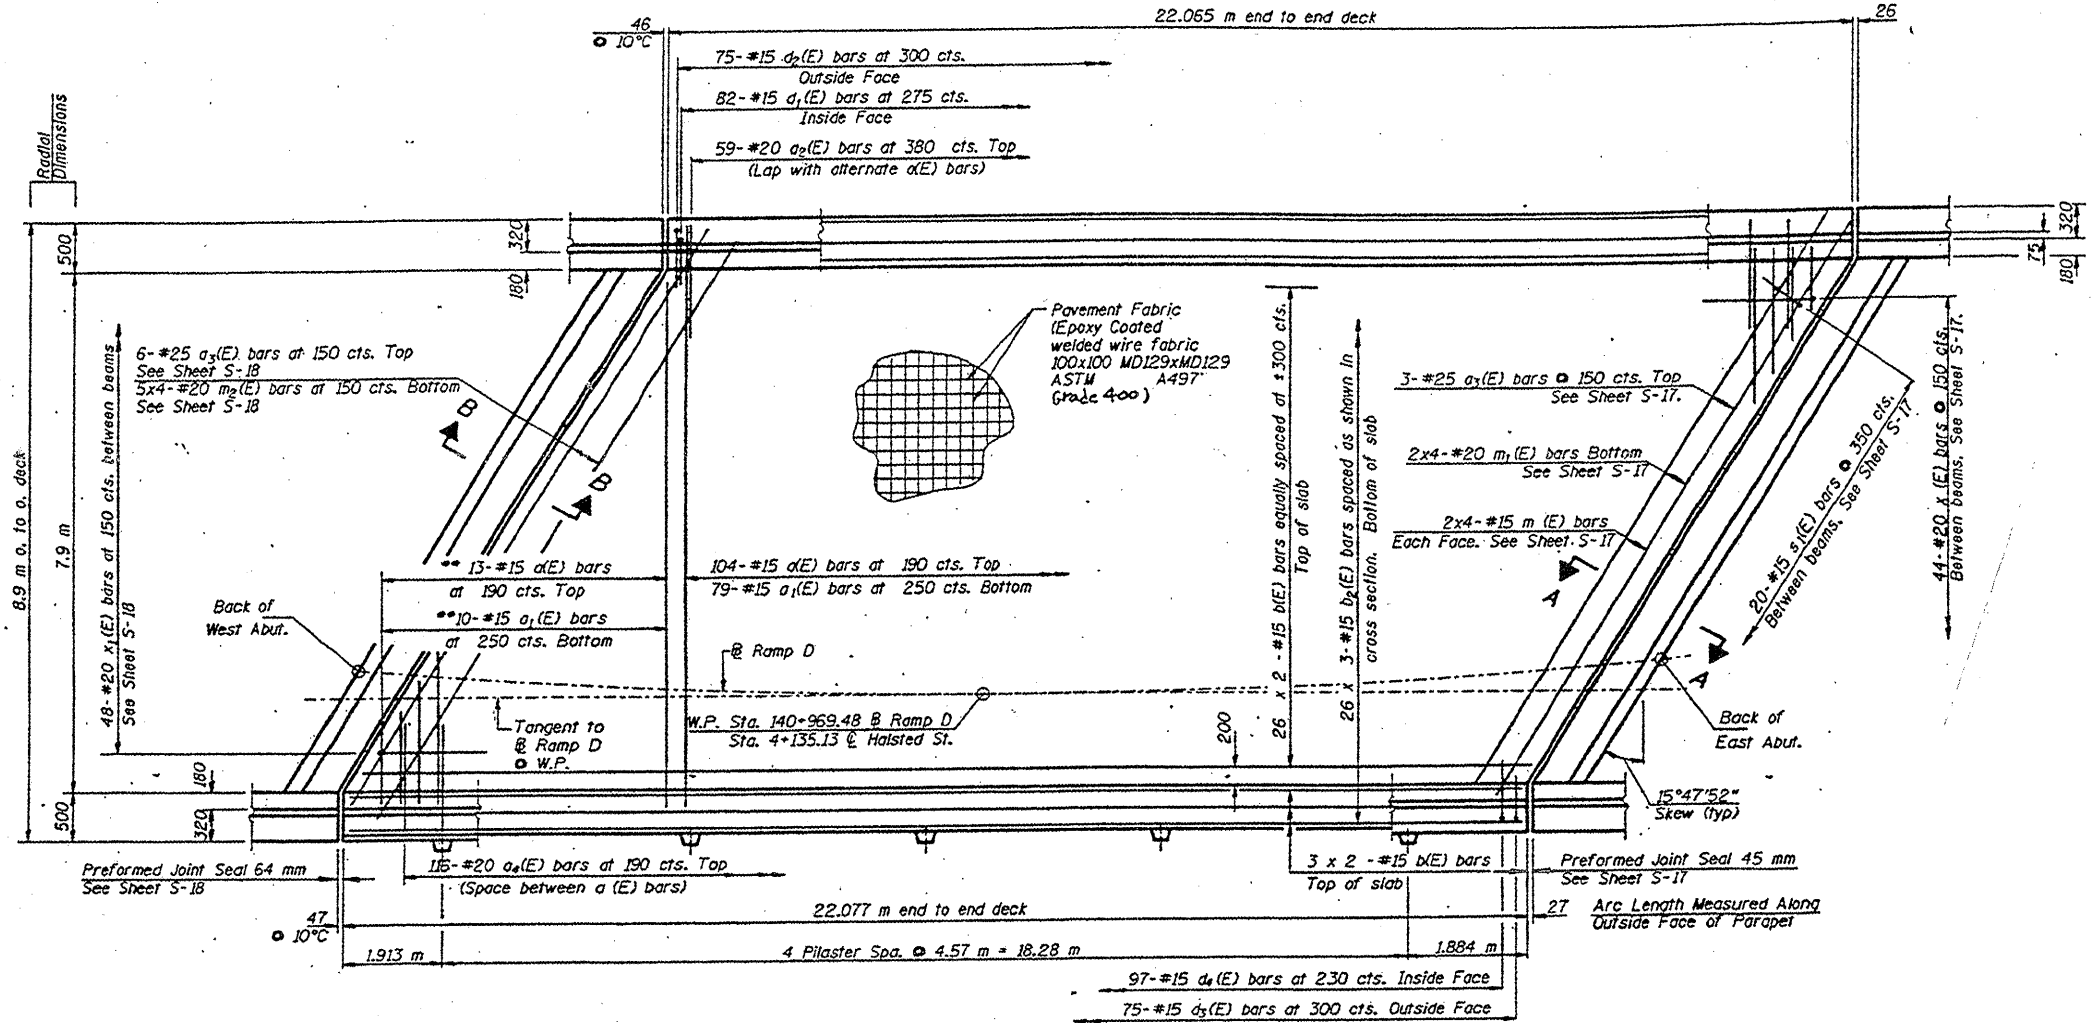 22.065 m end to end deck
46
@ 10°C
26
75-#15 d2(E) bars at 300 cts.
Outside Face
82-#15 d1(E) bars at 275 cts.
Inside Face
59-#20 a2(E) bars at 380 cts. Top
(Lap with alternate a(E) bars)
Radial
Dimensions
500
320
180
320
75
180
8.9 m o. to o. deck
7.9 m
48-#20 x1(E) bars at 150 cts. between beams
See Sheet S-18
6-#25 a3(E) bars at 150 cts. Top
See Sheet S-18
5x4-#20 m2(E) bars at 150 cts. Bottom
See Sheet S-18
B
B
Pavement Fabric
(Epoxy Coated
welded wire fabric
100x100 MD129xMD129
ASTM A497
Grade 400)
26 x 2 -#15 b(E) bars equally spaced at ±300 cts.
Top of slab
26 x 3-#15 b2(E) bars spaced as shown in
cross section. Bottom of slab
3-#25 a3(E) bars @ 150 cts. Top
See Sheet S-17.
2x4-#20 m1(E) bars Bottom
See Sheet S-17
2x4-#15 m (E) bars
Each Face. See Sheet S-17
A
A
20-#15 s1(E) bars @ 350 cts.
Between beams. See Sheet S-17
44-#20 x (E) bars @ 150 cts.
Between beams. See Sheet S-17.
** 13-#15 a(E) bars
at 190 cts. Top
**10-#15 a1(E) bars
at 250 cts. Bottom
104-#15 a(E) bars at 190 cts. Top
79-#15 a1(E) bars at 250 cts. Bottom
Back of
West Abut.
℄ Ramp D
Tangent to
℄ Ramp D
@ W.P.
W.P. Sta. 140+969.48 ℄ Ramp D
Sta. 4+135.13 ℄ Halsted St.
200
Back of
East Abut.
15°47'52"
Skew (typ)
180
500
320
Preformed Joint Seal 64 mm
See Sheet S-18
116-#20 a4(E) bars at 190 cts. Top
(Space between a (E) bars)
3 x 2 -#15 b(E) bars
Top of slab
Preformed Joint Seal 45 mm
See Sheet S-17
47
@ 10°C
22.077 m end to end deck
27
Arc Length Measured Along
Outside Face of Parapet
1.913 m
4 Pilaster Spa. @ 4.57 m = 18.28 m
1.884 m
97-#15 d4(E) bars at 230 cts. Inside Face
75-#15 d3(E) bars at 300 cts. Outside Face